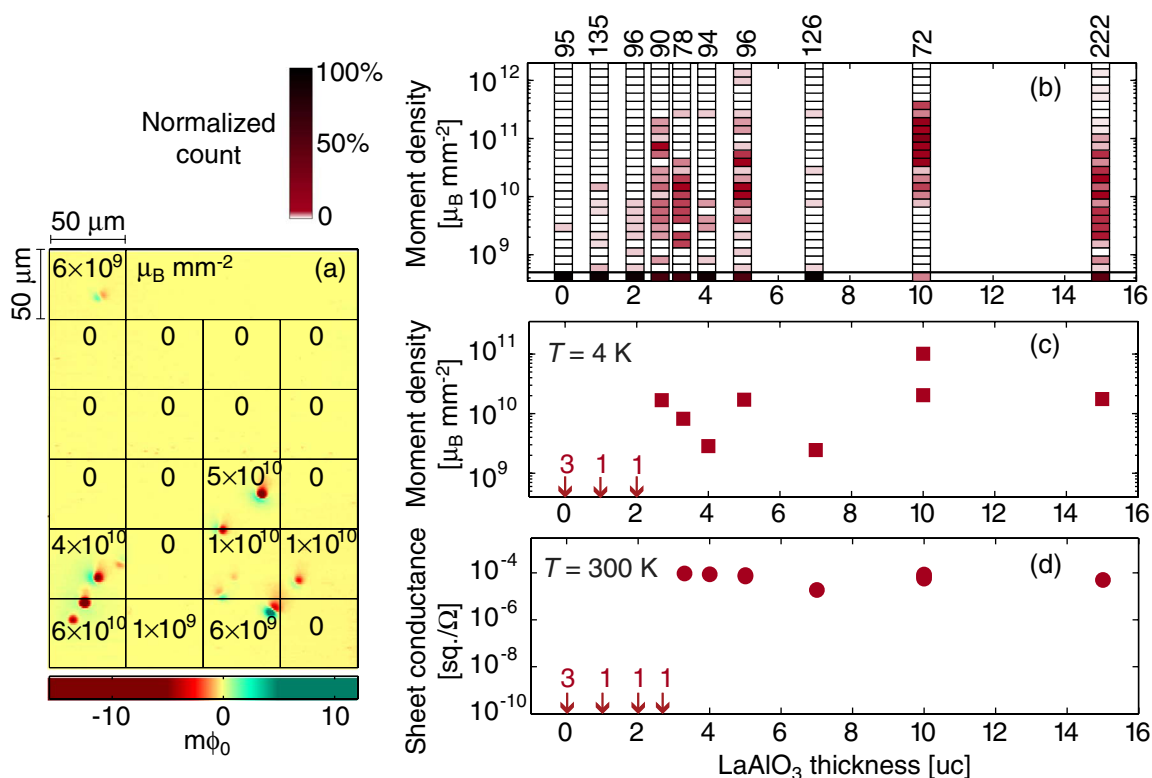 100%
50%
0
Normalized
count
50 μm
50 μm
6×10⁹ μB mm⁻² (a)
0 0 0 0
0 0 0 0
0 0 5×10¹⁰ 0
4×10¹⁰ 0 1×10¹⁰ 1×10¹⁰
6×10¹⁰ 1×10⁹ 6×10⁹ 0
-10 0 10
mϕ₀
95 135 96 90 78 94 96 126 72 222
(b)
Moment density
[μB mm⁻²]
10¹²
10¹¹
10¹⁰
10⁹
0 2 4 6 8 10 12 14 16
T = 4 K (c)
Moment density
[μB mm⁻²]
10¹¹
10¹⁰
10⁹
3 1 1
0 2 4 6 8 10 12 14 16
T = 300 K (d)
Sheet conductance
[sq./Ω]
10⁻⁴
10⁻⁶
10⁻⁸
10⁻¹⁰
3 1 1 1
0 2 4 6 8 10 12 14 16
LaAlO₃ thickness [uc]